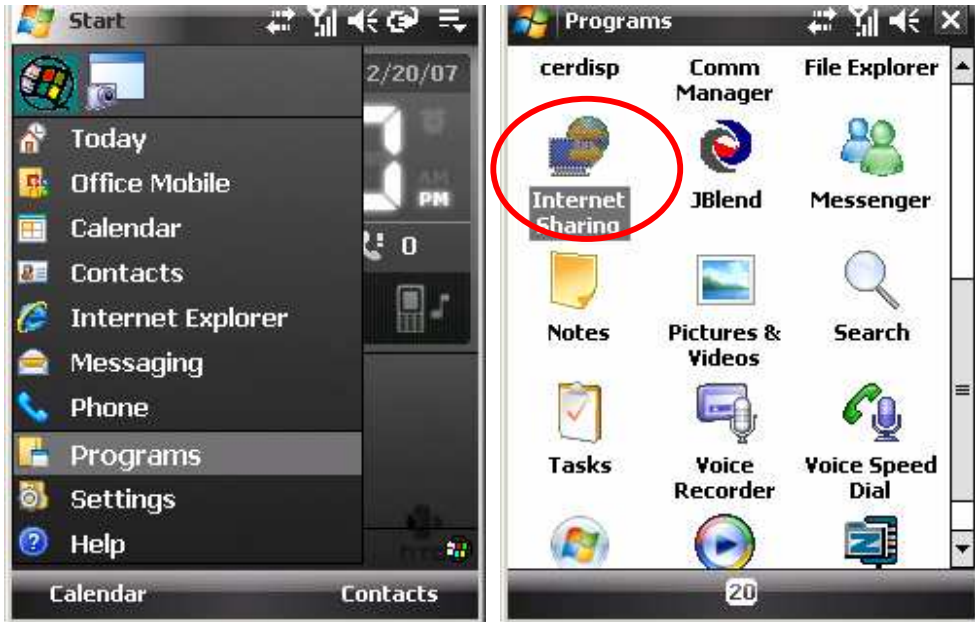 Start
2/20/07
AM
PM
0
Today
Office Mobile
Calendar
Contacts
Internet Explorer
Messaging
Phone
Programs
Settings
Help
Calendar
Contacts
Programs
cerdisp
Comm
Manager
File Explorer
Internet
Sharing
JBlend
Messenger
Notes
Pictures &
Videos
Search
Tasks
Voice
Recorder
Voice Speed
Dial
20